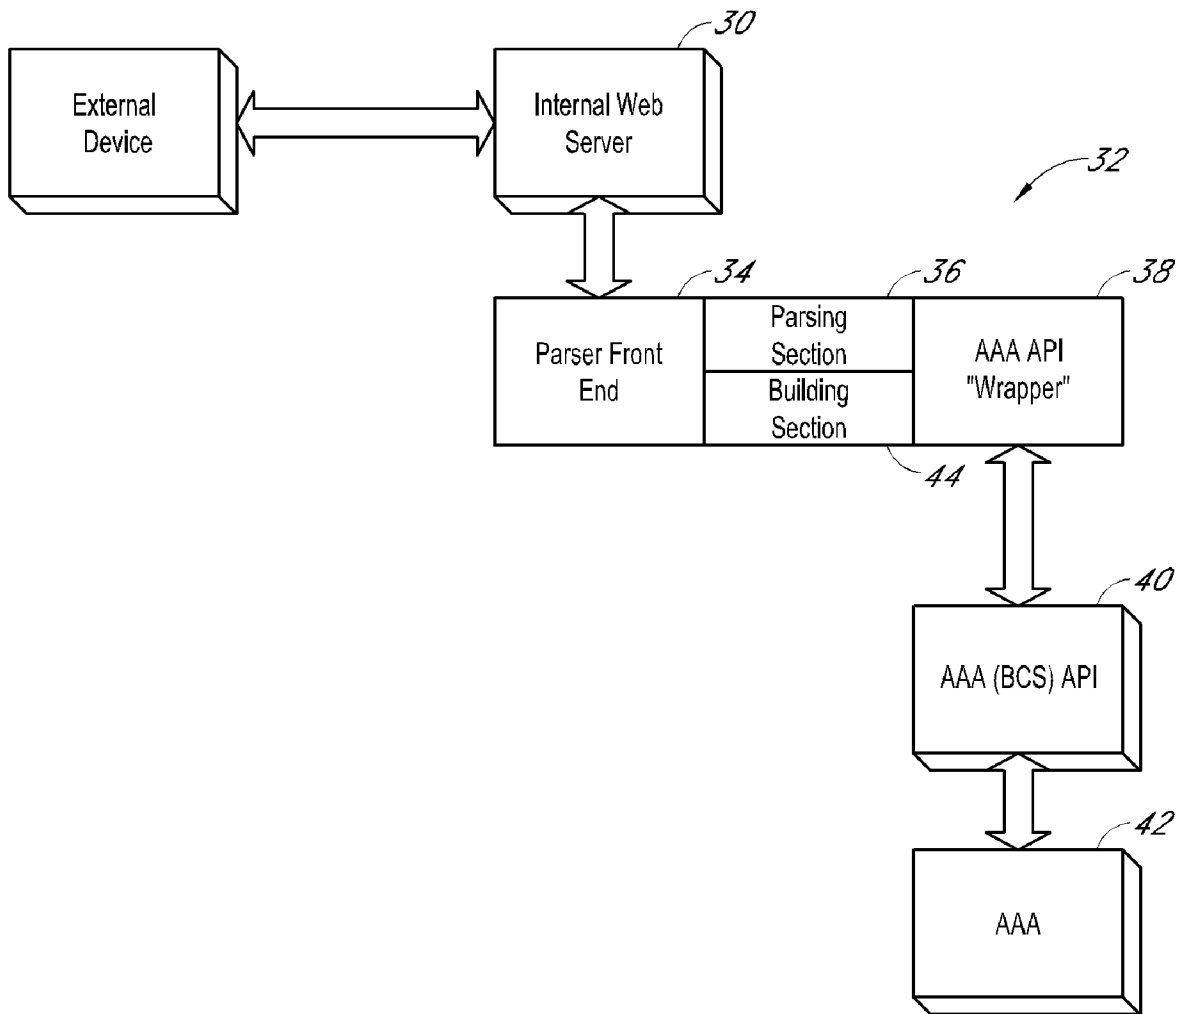 30
External
Device
Internal Web
Server
32
34
36
38
Parser Front
End
Parsing
Section
Building
Section
AAA API
"Wrapper"
44
40
AAA (BCS) API
42
AAA